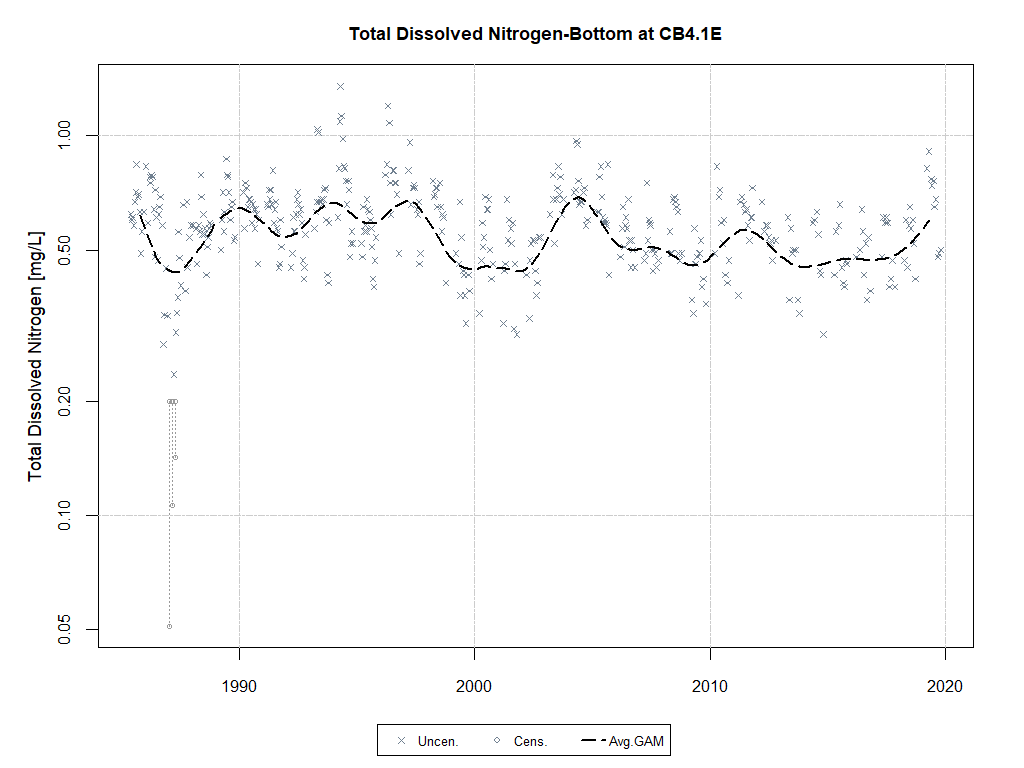 Total Dissolved Nitrogen-Bottom at CB4.1E
Total Dissolved Nitrogen [mg/L]
1.00
0.50
0.20
0.10
0.05
1990 2000 2010 2020
Uncen. Cens. Avg.GAM